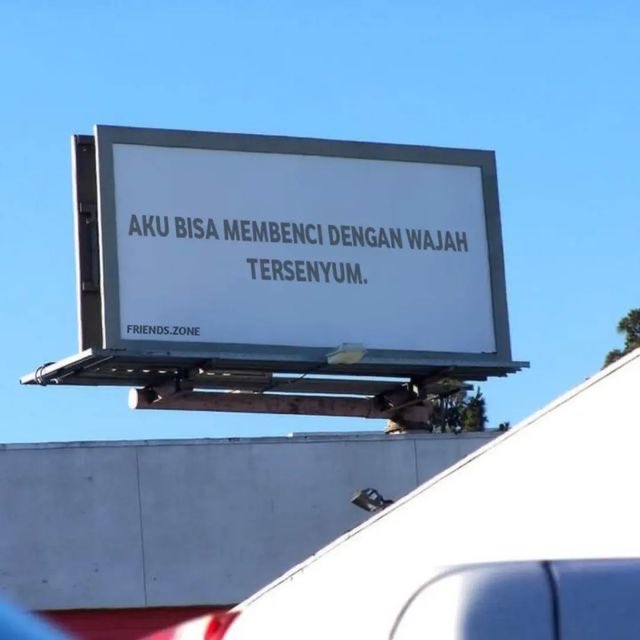 AKU BISA MEMBENCI DENGAN WAJAH
TERSENYUM.
FRIENDS.ZONE